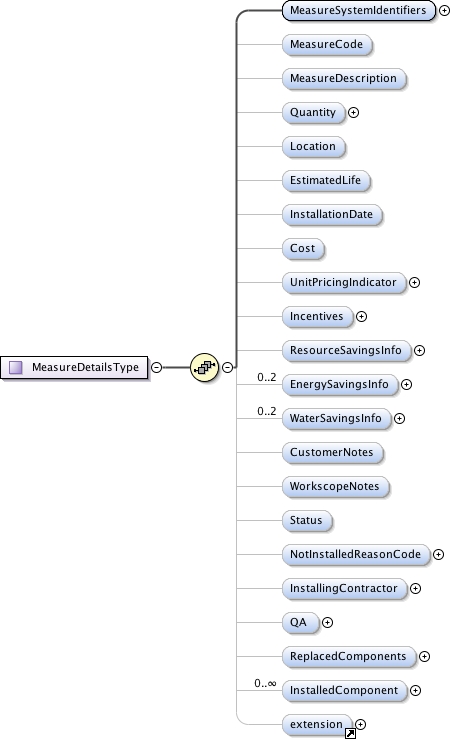 MeasureSystemIdentifiers
MeasureCode
MeasureDescription
Quantity
Location
EstimatedLife
InstallationDate
Cost
UnitPricingIndicator
Incentives
ResourceSavingsInfo
MeasureDetailsType
0..2 EnergySavingsInfo
0..2 WaterSavingsInfo
CustomerNotes
WorkscopeNotes
Status
NotInstalledReasonCode
InstallingContractor
QA
ReplacedComponents
0..∞ InstalledComponent
extension